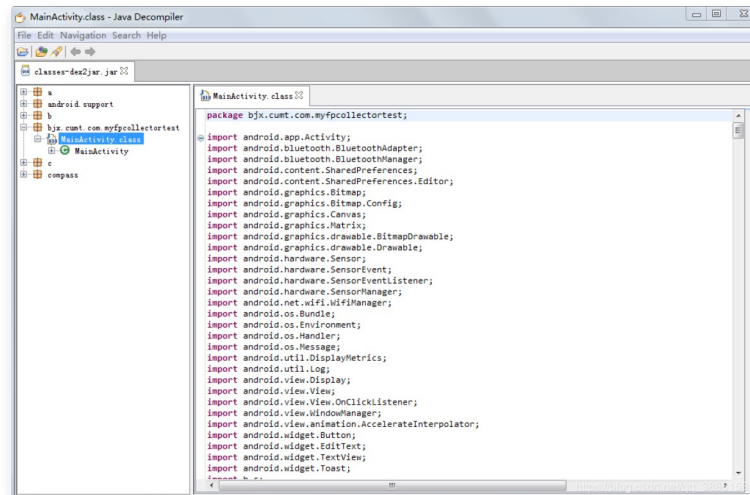 MainActivity.class - Java Decompiler
File Edit Navigation Search Help
classes-dex2jar.jar
a
android.support
b
bjx.cumt.com.myfpcollectortest
MainActivity.class
MainActivity
c
compass
MainActivity.class
package bjx.cumt.com.myfpcollectortest;
import android.app.Activity;
import android.bluetooth.BluetoothAdapter;
import android.bluetooth.BluetoothManager;
import android.content.SharedPreferences;
import android.content.SharedPreferences.Editor;
import android.graphics.Bitmap;
import android.graphics.Bitmap.Config;
import android.graphics.Canvas;
import android.graphics.Matrix;
import android.graphics.drawable.BitmapDrawable;
import android.graphics.drawable.Drawable;
import android.hardware.Sensor;
import android.hardware.SensorEvent;
import android.hardware.SensorEventListener;
import android.hardware.SensorManager;
import android.net.wifi.WifiManager;
import android.os.Bundle;
import android.os.Environment;
import android.os.Handler;
import android.os.Message;
import android.util.DisplayMetrics;
import android.util.Log;
import android.view.Display;
import android.view.View;
import android.view.View.OnClickListener;
import android.view.WindowManager;
import android.view.animation.AccelerateInterpolator;
import android.widget.Button;
import android.widget.EditText;
import android.widget.TextView;
import android.widget.Toast;